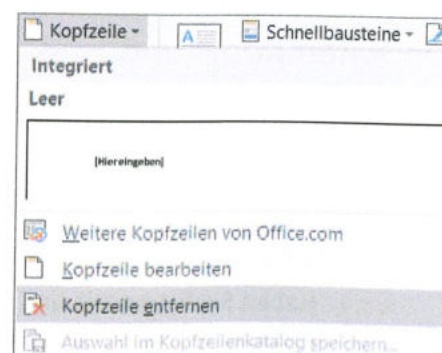 Kopfzeile
A
Schnellbausteine
Integriert
Leer
[Hier eingeben]
Weitere Kopfzeilen von Office.com
Kopfzeile bearbeiten
Kopfzeile entfernen
Auswahl im Kopfzeilenkatalog speichern...